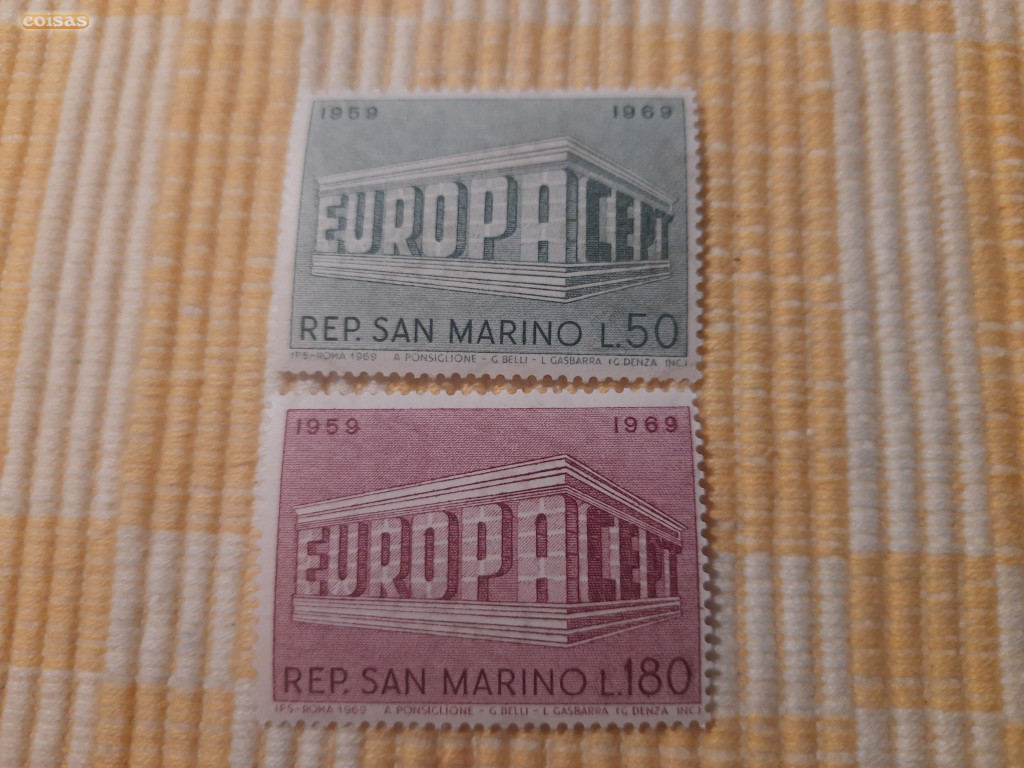 coisas
1959 1969
EUROPA CEPT
REP. SAN MARINO L.50
IPS-ROMA 1969 A PONSIGLIONE - G BELLI - L GASBARRA (G DENZA INC.)
1959 1969
EUROPA CEPT
REP. SAN MARINO L.180
IPS-ROMA 1969 A PONSIGLIONE - G BELLI - L GASBARRA (G DENZA INC.)